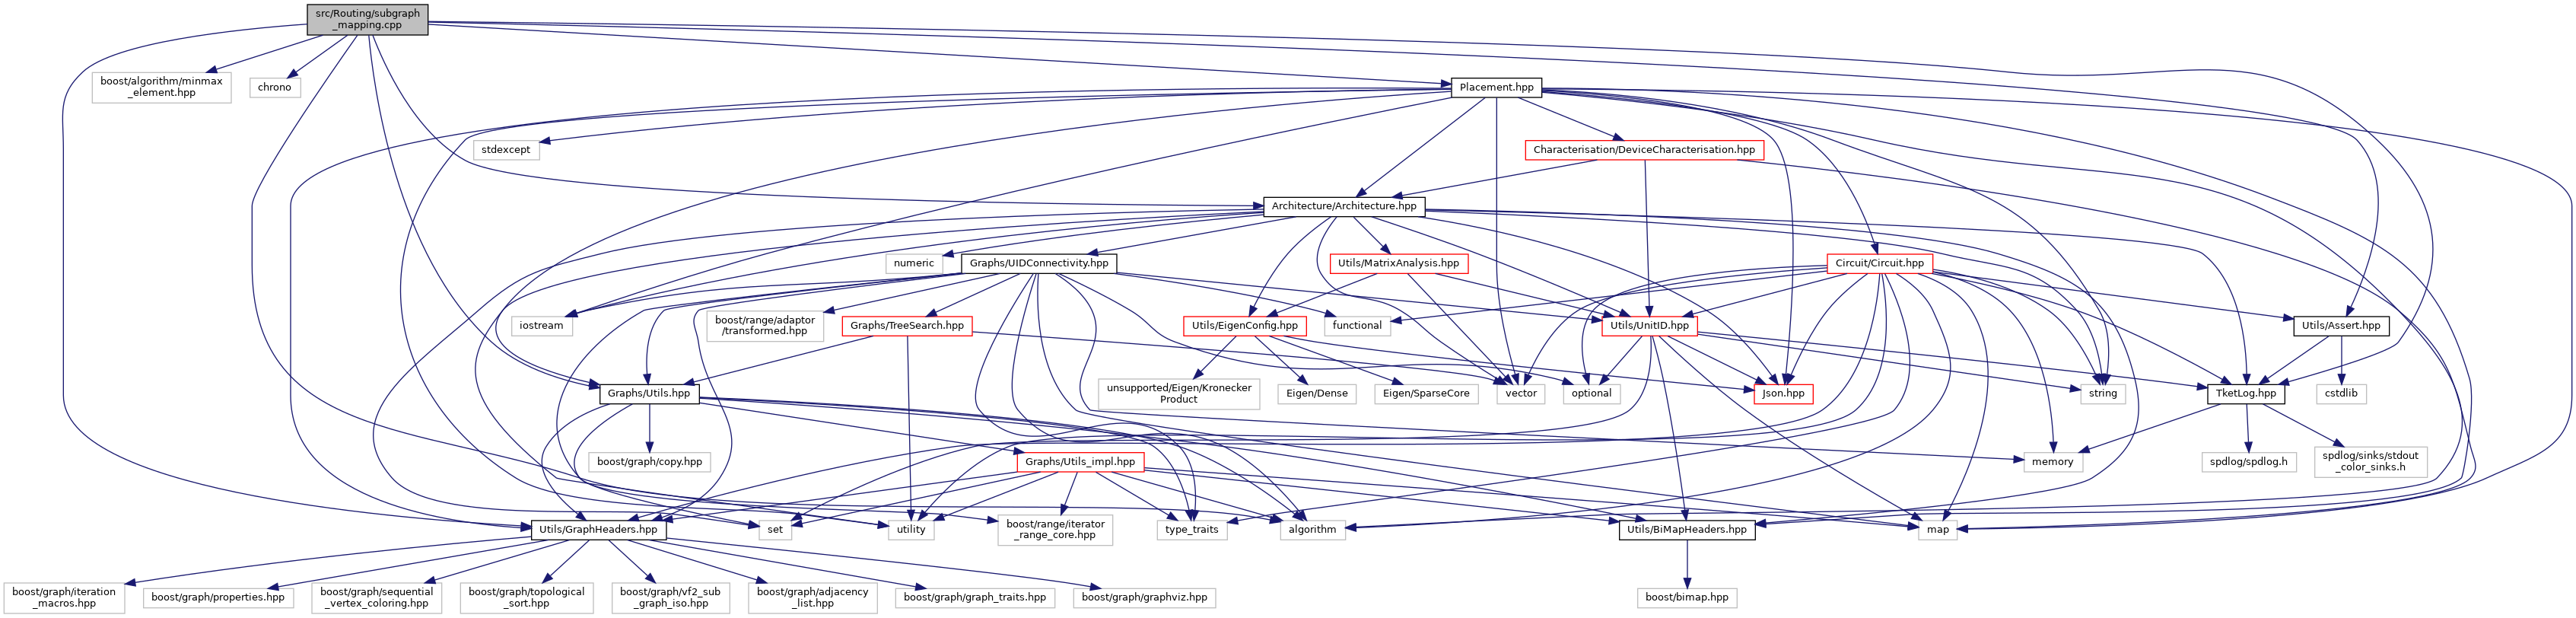 src/Routing/subgraph
_mapping.cpp
boost/algorithm/minmax
_element.hpp
chrono
Placement.hpp
stdexcept
Characterisation/DeviceCharacterisation.hpp
Architecture/Architecture.hpp
numeric
Graphs/UIDConnectivity.hpp
Utils/MatrixAnalysis.hpp
Circuit/Circuit.hpp
iostream
boost/range/adaptor
/transformed.hpp
Graphs/TreeSearch.hpp
Utils/EigenConfig.hpp
functional
Utils/UnitID.hpp
Utils/Assert.hpp
Graphs/Utils.hpp
unsupported/Eigen/Kronecker
Product
Eigen/Dense
Eigen/SparseCore
vector
optional
Json.hpp
string
TketLog.hpp
cstdlib
boost/graph/copy.hpp
Graphs/Utils_impl.hpp
memory
spdlog/spdlog.h
spdlog/sinks/stdout
_color_sinks.h
Utils/GraphHeaders.hpp
set
utility
boost/range/iterator
_range_core.hpp
type_traits
algorithm
Utils/BiMapHeaders.hpp
map
boost/graph/iteration
_macros.hpp
boost/graph/properties.hpp
boost/graph/sequential
_vertex_coloring.hpp
boost/graph/topological
_sort.hpp
boost/graph/vf2_sub
_graph_iso.hpp
boost/graph/adjacency
_list.hpp
boost/graph/graph_traits.hpp
boost/graph/graphviz.hpp
boost/bimap.hpp